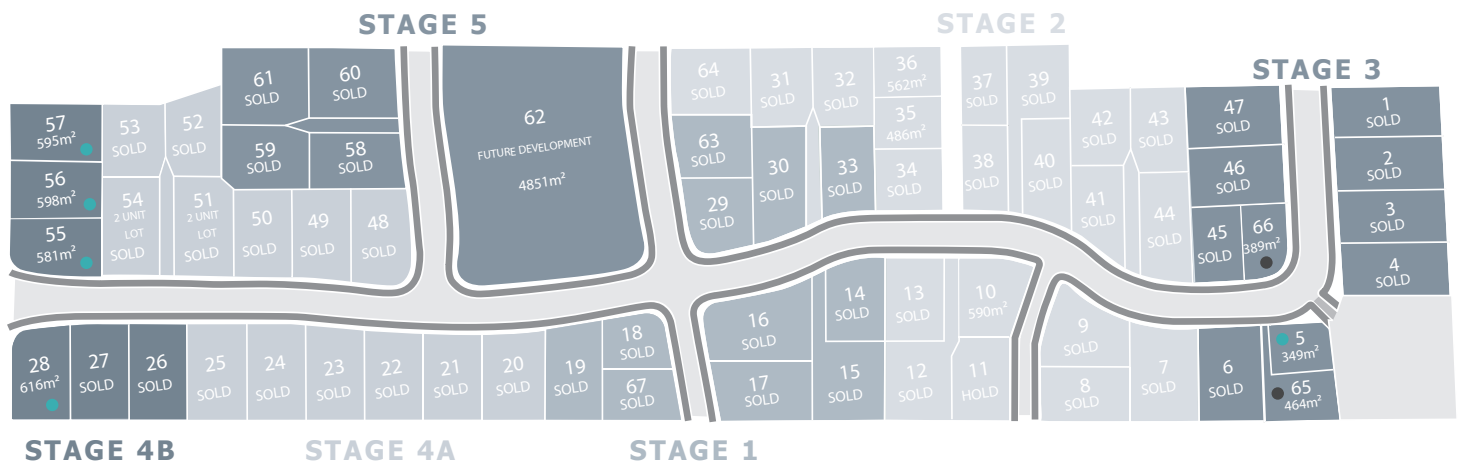 STAGE 5
STAGE 2
STAGE 3
57
595m²
56
598m²
55
581m²
53
SOLD
52
SOLD
54
2 UNIT
LOT
SOLD
51
2 UNIT
LOT
SOLD
61
SOLD
60
SOLD
59
SOLD
58
SOLD
50
SOLD
49
SOLD
48
SOLD
62
FUTURE DEVELOPMENT
4851m²
64
SOLD
63
SOLD
29
SOLD
31
SOLD
32
SOLD
30
SOLD
33
SOLD
36
562m²
35
486m²
34
SOLD
37
SOLD
39
SOLD
38
SOLD
40
SOLD
42
SOLD
43
SOLD
41
SOLD
44
SOLD
47
SOLD
46
SOLD
45
SOLD
66
389m²
1
SOLD
2
SOLD
3
SOLD
4
SOLD
28
616m²
27
SOLD
26
SOLD
25
SOLD
24
SOLD
23
SOLD
22
SOLD
21
SOLD
20
SOLD
19
SOLD
18
SOLD
67
SOLD
16
SOLD
17
SOLD
14
SOLD
15
SOLD
13
SOLD
12
SOLD
10
590m²
11
HOLD
9
SOLD
8
SOLD
7
SOLD
6
SOLD
5
349m²
65
464m²
STAGE 4B
STAGE 4A
STAGE 1